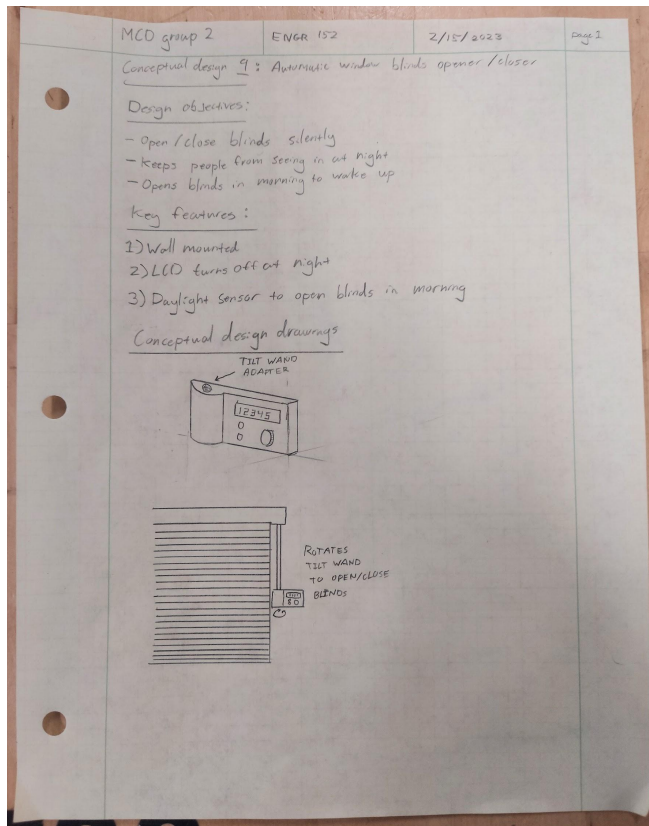 MCO group 2 ENGR 152 2/15/2023 page 1
Conceptual design 9: Automatic window blinds opener/closer
Design objectives:
- Open/close blinds silently
- Keeps people from seeing in at night
- Opens blinds in morning to wake up
Key features:
1) Wall mounted
2) LCD turns off at night
3) Daylight sensor to open blinds in morning
Conceptual design drawings
TILT WAND
ADAPTER
12345
ROTATES
TILT WAND
TO OPEN/CLOSE
BLINDS